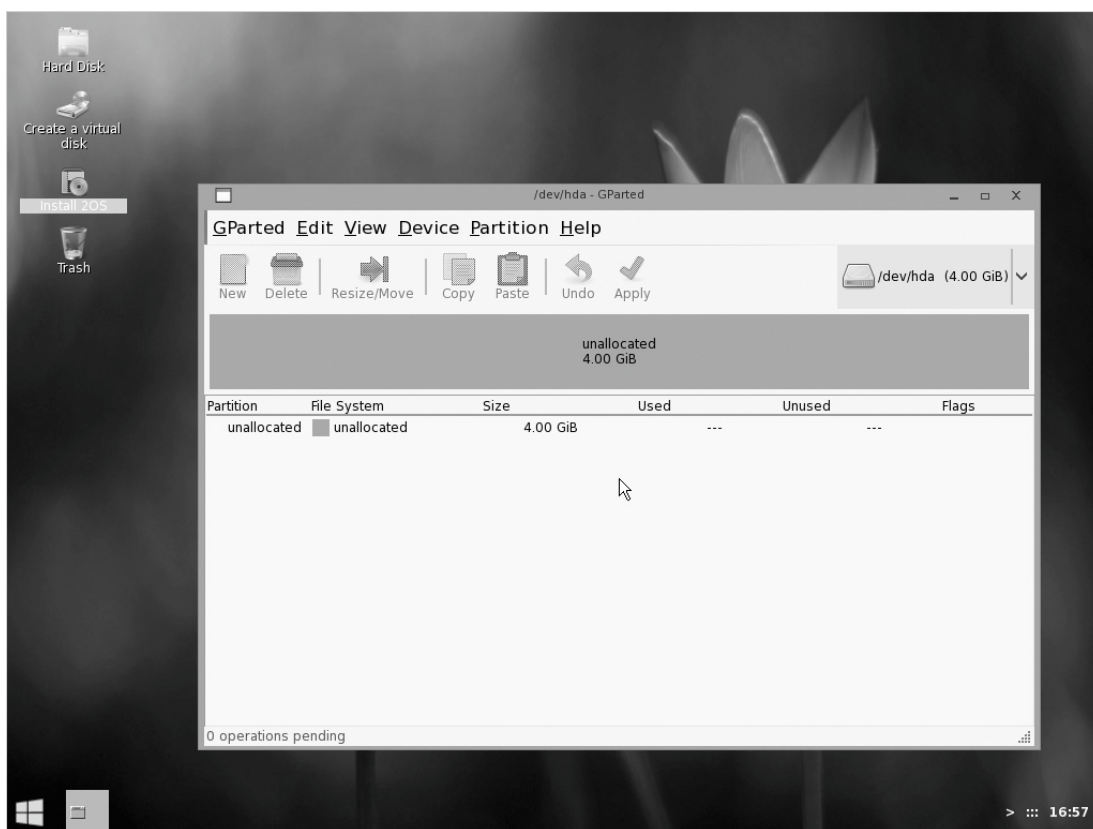 Hard Disk
Create a virtual
disk
Install 2OS
Trash
/dev/hda - GParted
GParted Edit View Device Partition Help
New Delete Resize/Move Copy Paste Undo Apply
/dev/hda (4.00 GiB)
unallocated
4.00 GiB
Partition File System Size Used Unused Flags
unallocated unallocated 4.00 GiB --- ---
0 operations pending
> ::: 16:57